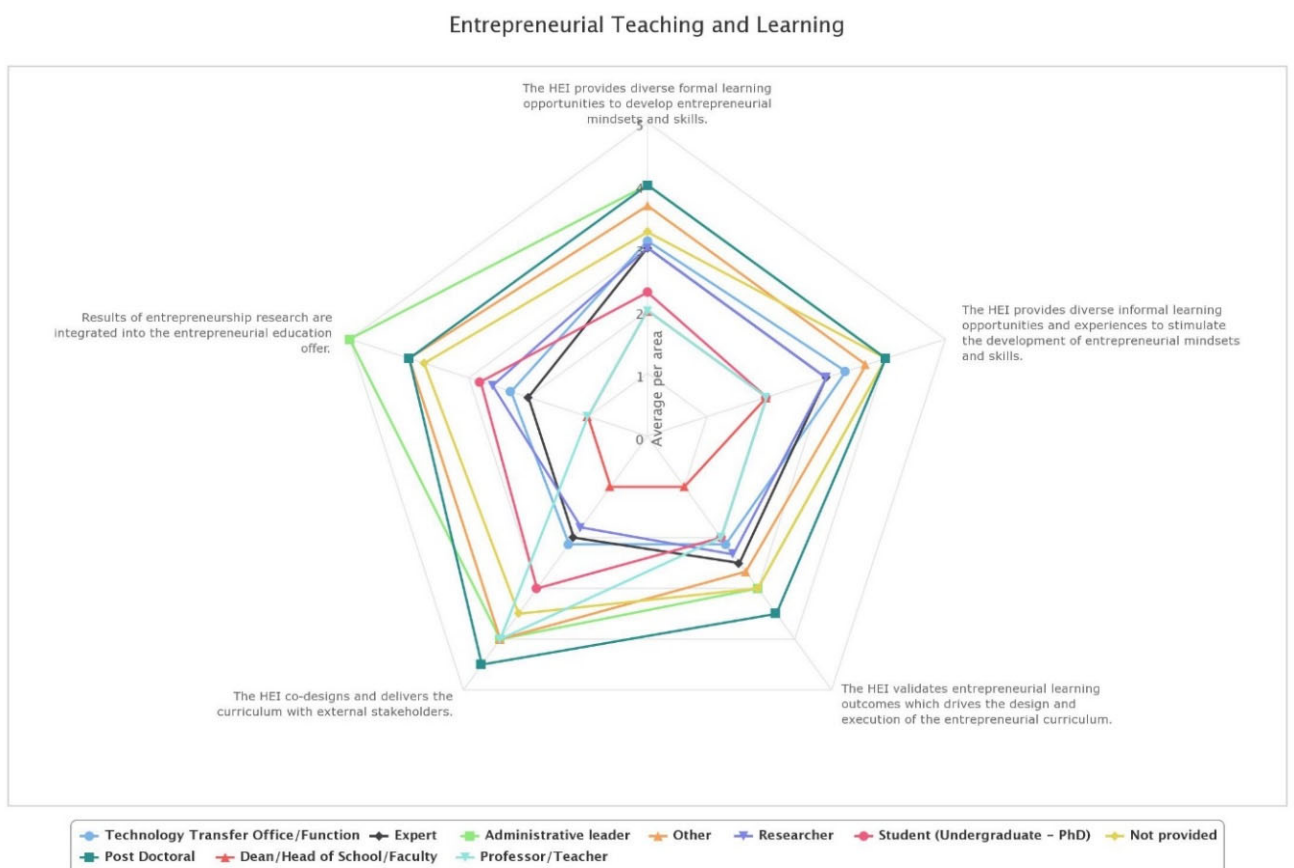 Entrepreneurial Teaching and Learning
The HEI provides diverse formal learning
opportunities to develop entrepreneurial
mindsets and skills.
5
4
3
2
1
0
Average per area
The HEI provides diverse informal learning
opportunities and experiences to stimulate
the development of entrepreneurial mindsets
and skills.
Results of entrepreneurship research are
integrated into the entrepreneurial education
offer.
The HEI co-designs and delivers the
curriculum with external stakeholders.
The HEI validates entrepreneurial learning
outcomes which drives the design and
execution of the entrepreneurial curriculum.
Technology Transfer Office/Function Expert Administrative leader Other Researcher Student (Undergraduate - PhD) Not provided
Post Doctoral Dean/Head of School/Faculty Professor/Teacher